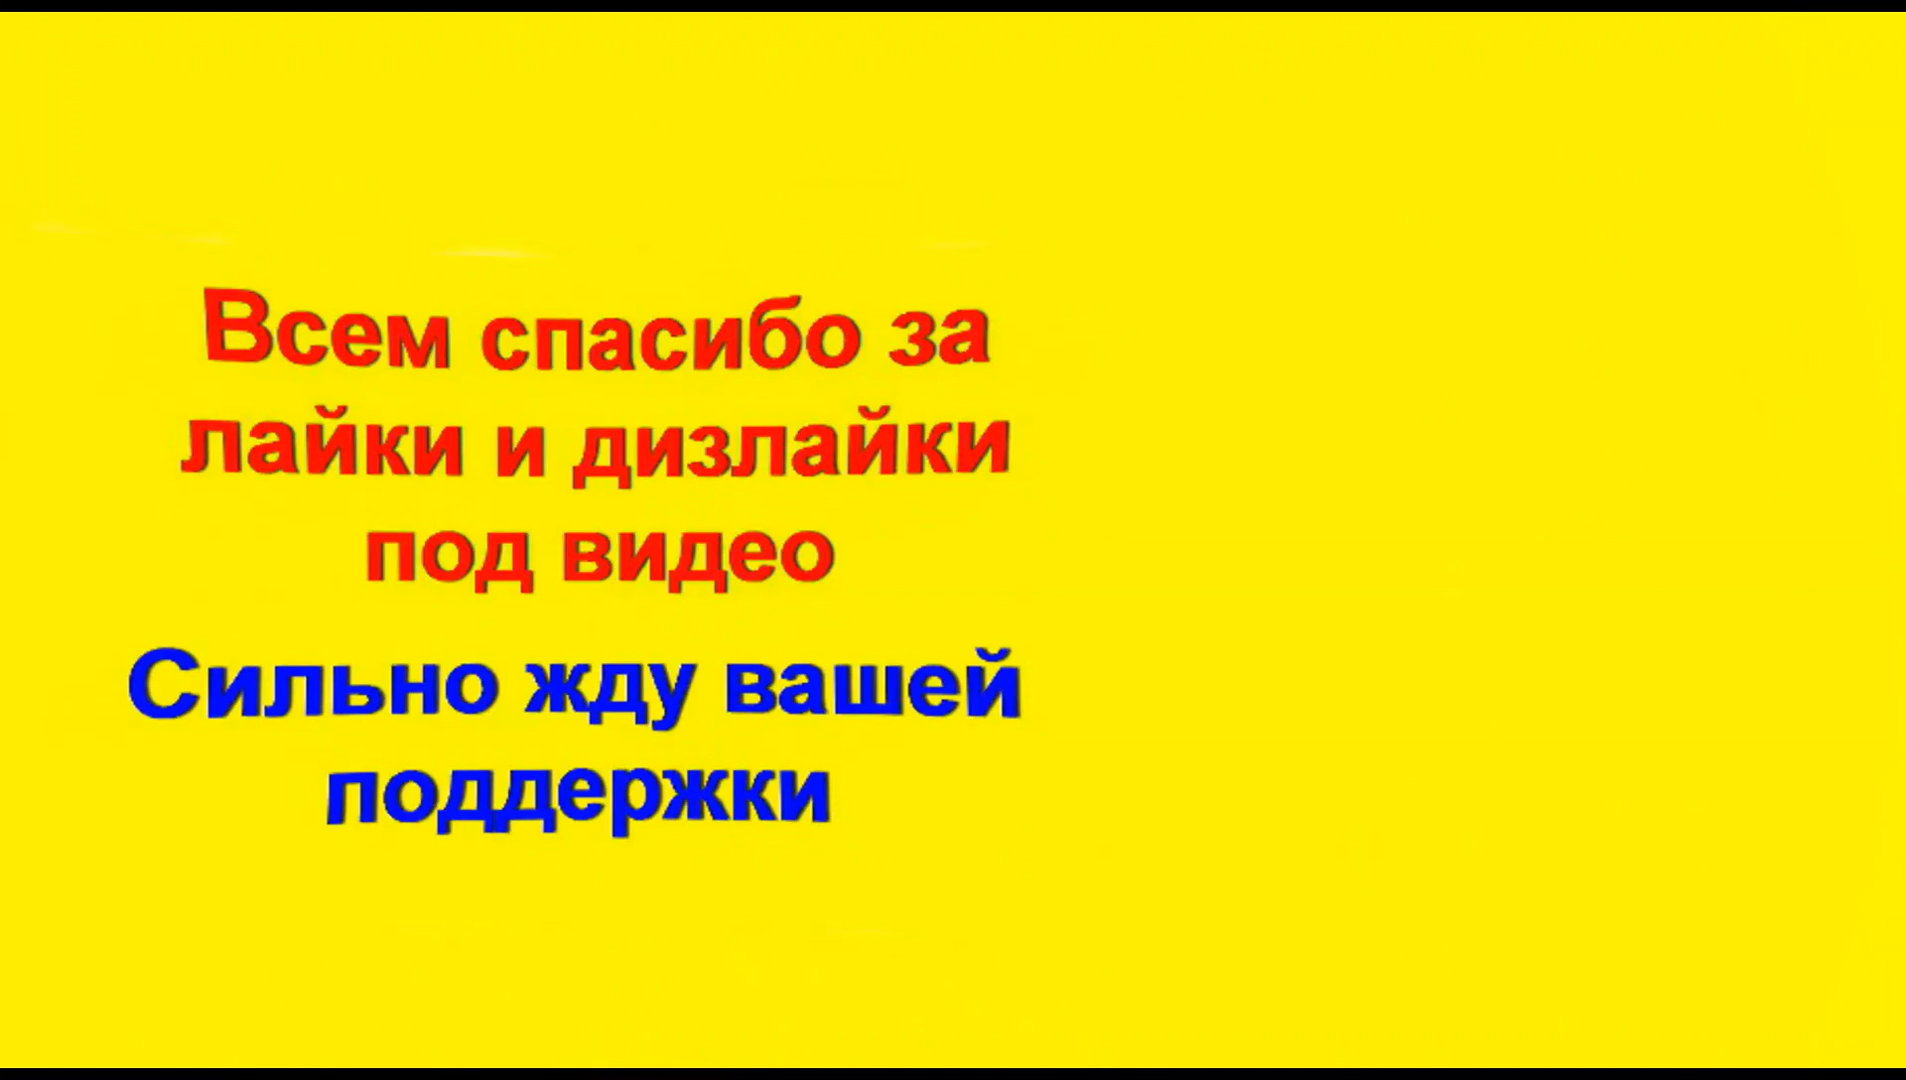 Всем спасибо за
лайки и дизлайки
под видео
Сильно жду вашей
поддержки